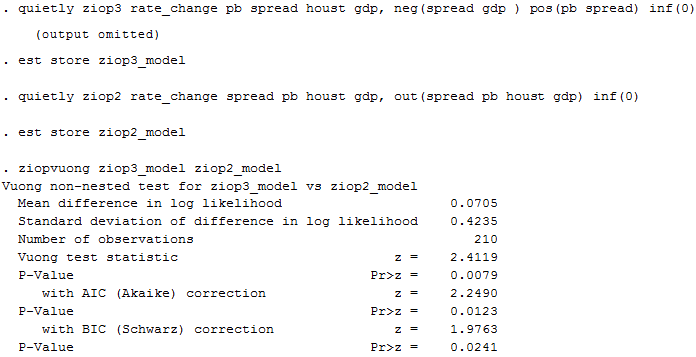 . quietly ziop3 rate_change pb spread houst gdp, neg(spread gdp ) pos(pb spread) inf(0)
(output omitted)
. est store ziop3_model
. quietly ziop2 rate_change spread pb houst gdp, out(spread pb houst gdp) inf(0)
. est store ziop2_model
. ziopvuong ziop3_model ziop2_model
Vuong non-nested test for ziop3_model vs ziop2_model
Mean difference in log likelihood 0.0705
Standard deviation of difference in log likelihood 0.4235
Number of observations 210
Vuong test statistic z = 2.4119
P-Value Pr>z = 0.0079
with AIC (Akaike) correction z = 2.2490
P-Value Pr>z = 0.0123
with BIC (Schwarz) correction z = 1.9763
P-Value Pr>z = 0.0241